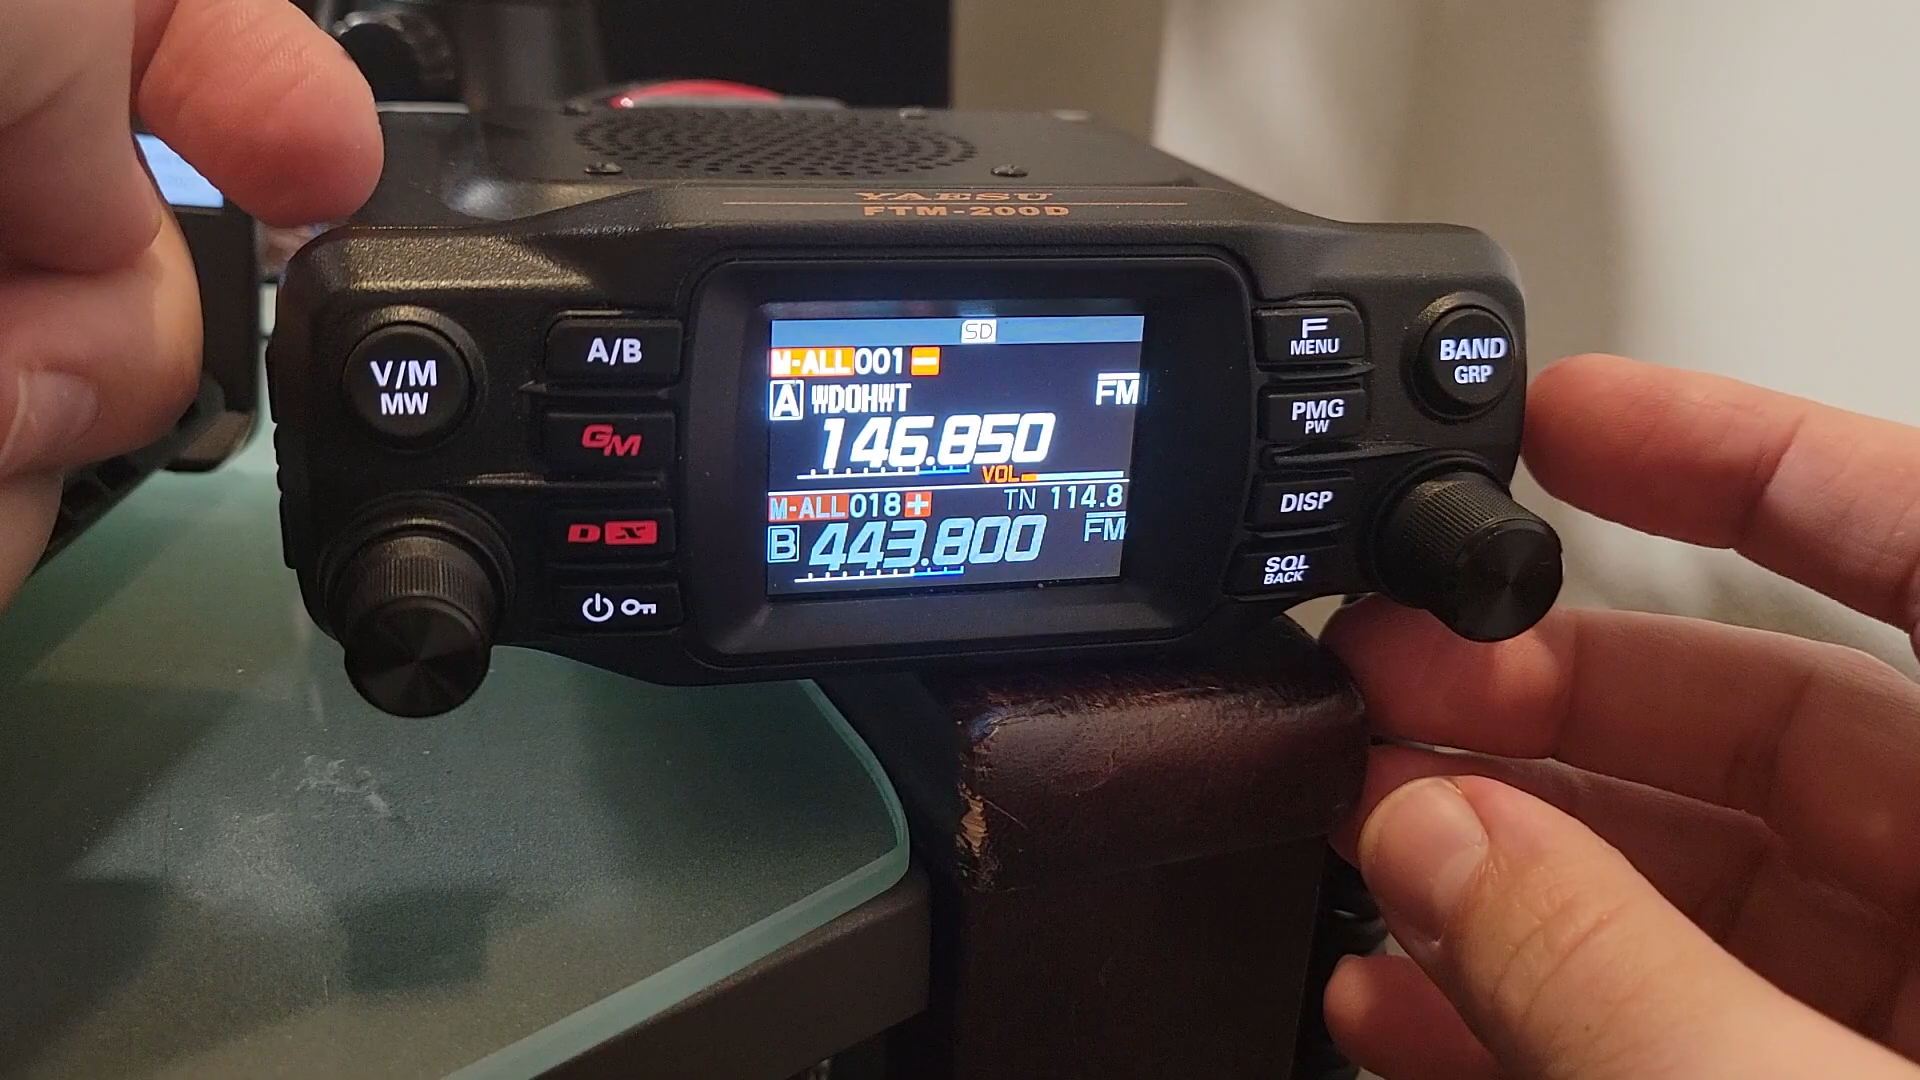 YAESU
FTM-200D
SD
M-ALL 001 -
A WD0HWT FM
146.850
VOL
M-ALL 018 + TN 114.8
B 443.800 FM
V/M
MW
A/B
GM
DX
F
MENU
BAND
GRP
PMG
PW
DISP
SQL
BACK